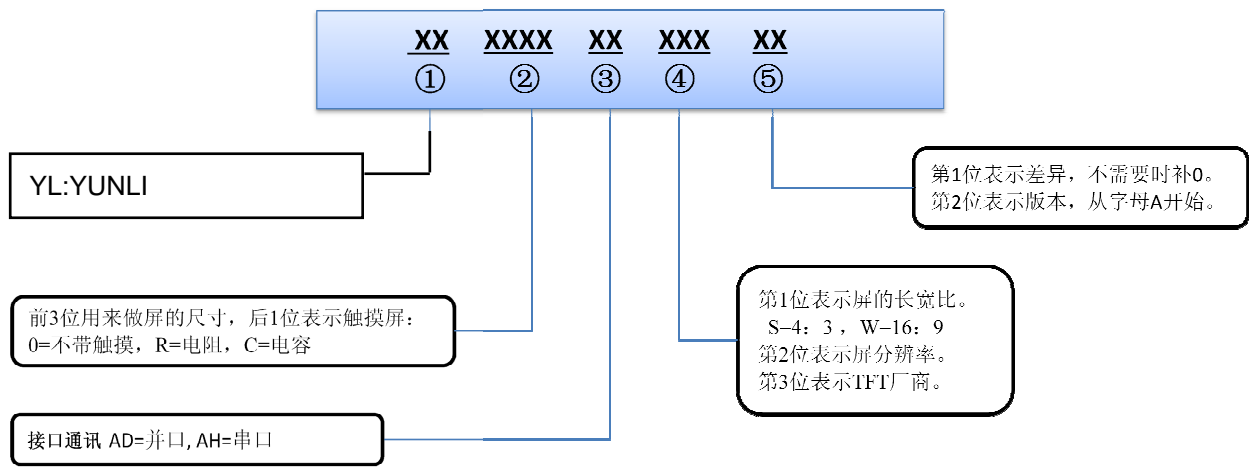 XX XXXX XX XXX XX
① ② ③ ④ ⑤
YL:YUNLI
第1位表示差异，不需要时补0。
第2位表示版本，从字母A开始。
前3位用来做屏的尺寸，后1位表示触摸屏：
0=不带触摸，R=电阻，C=电容
第1位表示屏的长宽比。
S–4：3 ，W–16：9
第2位表示屏分辨率。
第3位表示TFT厂商。
接口通讯 AD=并口, AH=串口